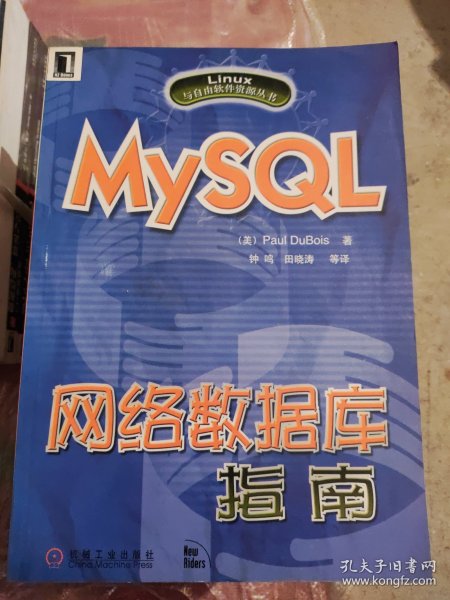 Linux
与自由软件资源丛书
MySQL
（美） Paul DuBois 著
钟 鸣 田晓涛 等译
网络数据库
指南
机械工业出版社
China Machine Press
New
Riders
孔夫子旧书网
www.kongfz.com